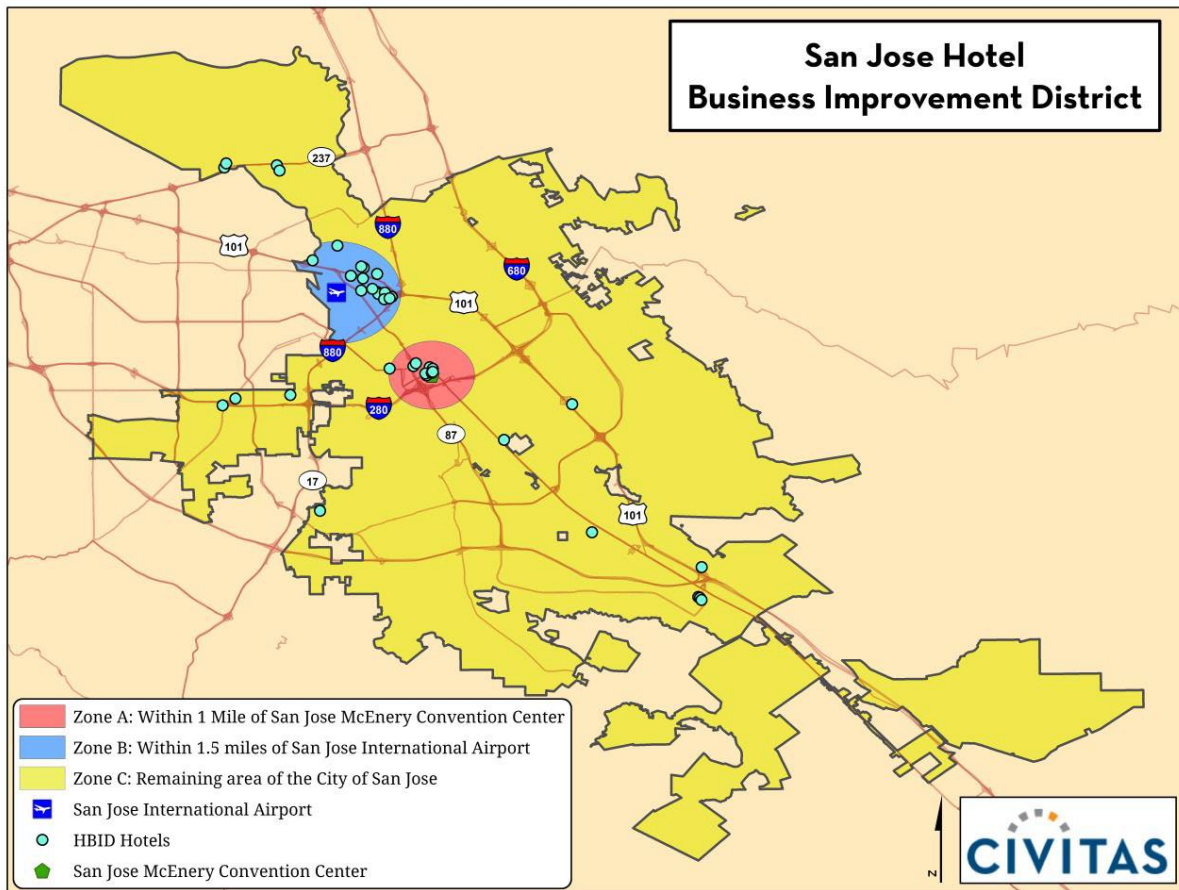 San Jose Hotel
Business Improvement District
237
880
101
680
101
880
280
87
17
101
Zone A: Within 1 Mile of San Jose McEnery Convention Center
Zone B: Within 1.5 miles of San Jose International Airport
Zone C: Remaining area of the City of San Jose
San Jose International Airport
HBID Hotels
San Jose McEnery Convention Center
N
CIVITAS